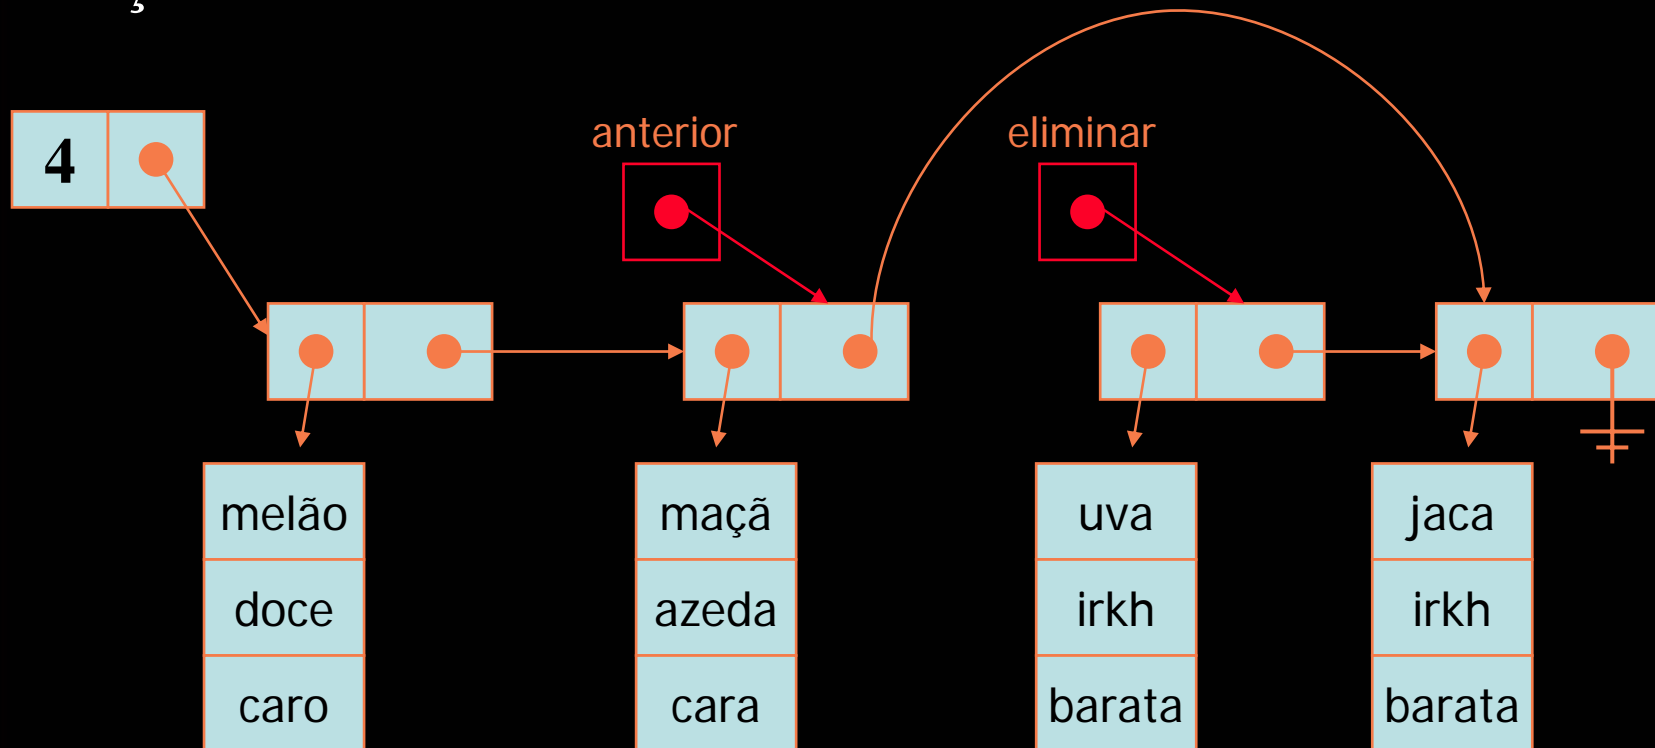 4
anterior
eliminar
melão
doce
caro
maçã
azeda
cara
uva
irkh
barata
jaca
irkh
barata